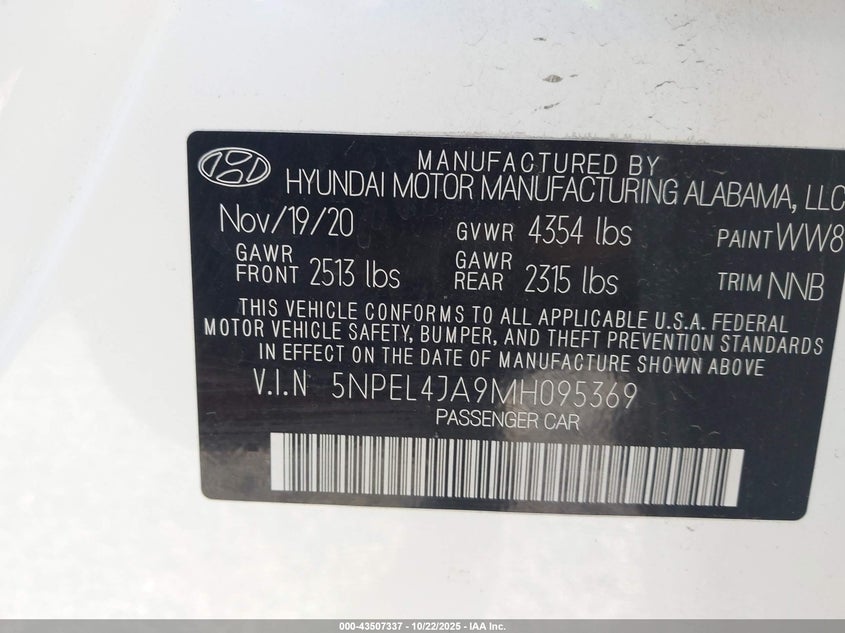 MANUFACTURED BY
HYUNDAI MOTOR MANUFACTURING ALABAMA, LLC
Nov/19/20 GVWR 4354 lbs PAINT WW8
GAWR FRONT 2513 lbs GAWR REAR 2315 lbs TRIM NNB
THIS VEHICLE CONFORMS TO ALL APPLICABLE U.S.A. FEDERAL
MOTOR VEHICLE SAFETY, BUMPER, AND THEFT PREVENTION STANDARDS
IN EFFECT ON THE DATE OF MANUFACTURE SHOWN ABOVE
V.I.N 5NPEL4JA9MH095369
PASSENGER CAR
000-43507337 - 10/22/2025 - IAA Inc.